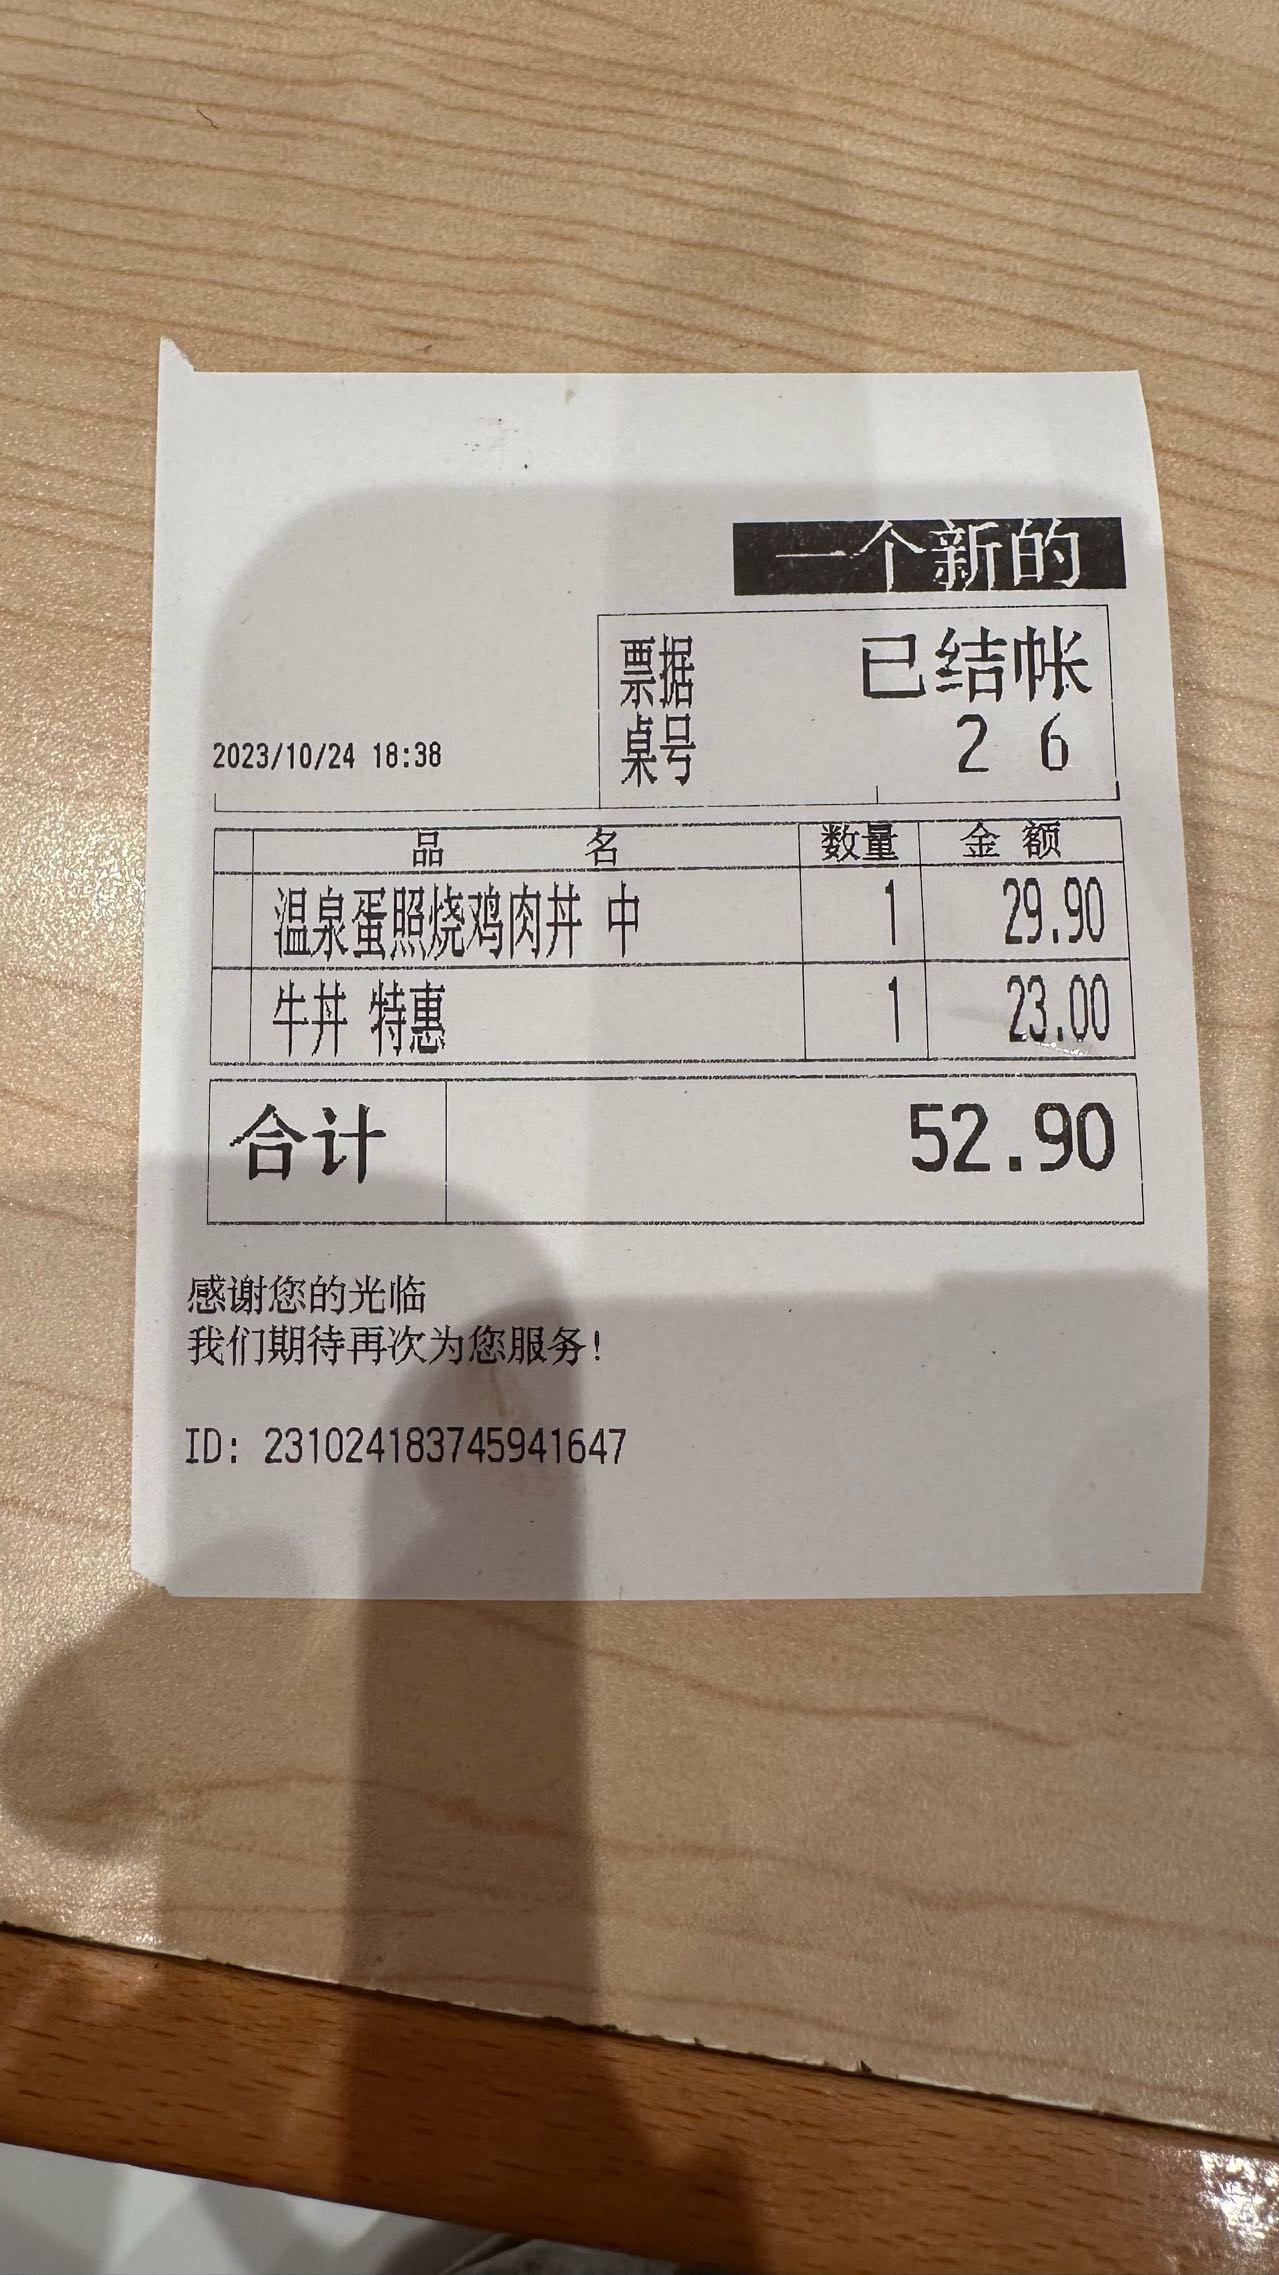 一个新的
票据 已结帐
桌号 2 6
2023/10/24 18:38
品 名 数量 金 额
温泉蛋照烧鸡肉丼 中 1 29.90
牛丼 特惠 1 23.00
合计 52.90
感谢您的光临
我们期待再次为您服务!
ID: 231024183745941647